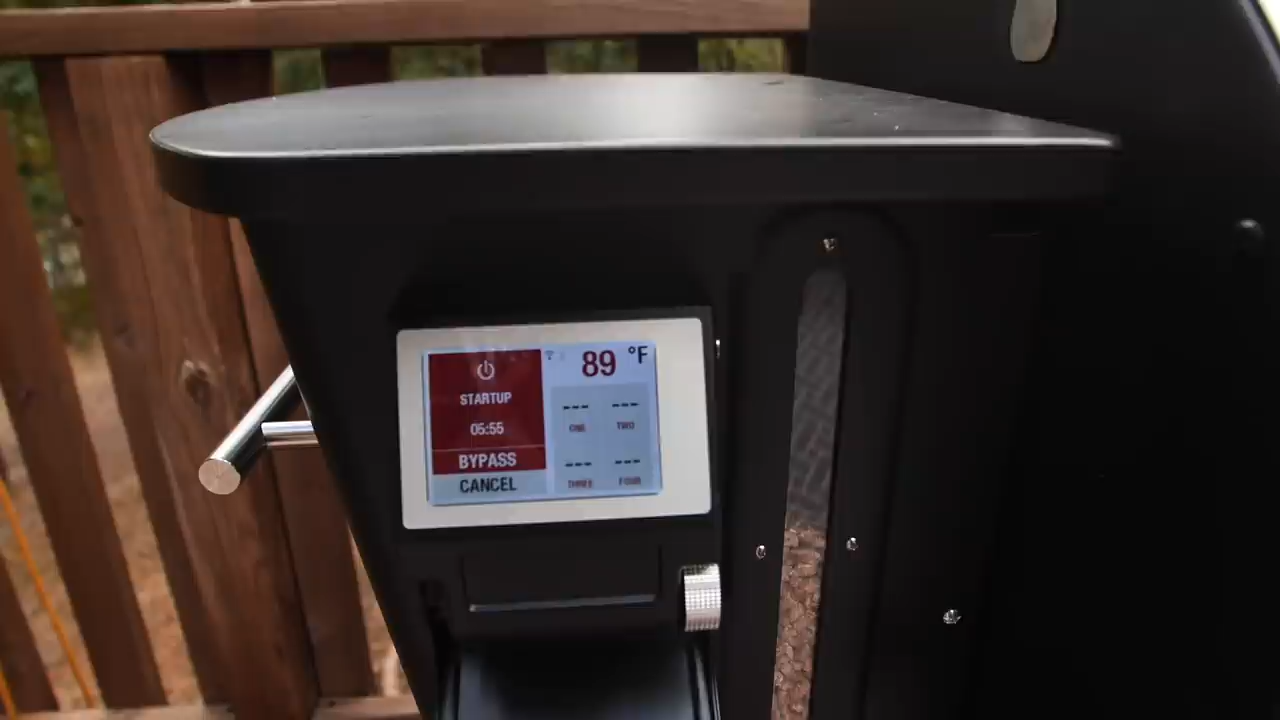 STARTUP
05:55
BYPASS
CANCEL
89 °F
--- ---
ONE TWO
--- ---
THREE FOUR